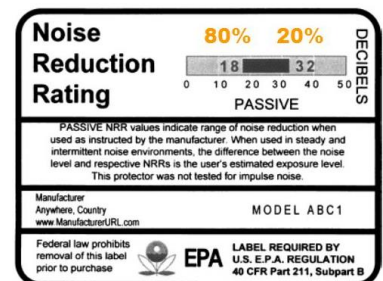 Noise
Reduction
Rating
80% 20%
18 32
0 10 20 30 40 50
PASSIVE
DECIBELS
PASSIVE NRR values indicate range of noise reduction when
used as instructed by the manufacturer. When used in steady and
intermittent noise environments, the difference between the noise
level and respective NRRs is the user's estimated exposure level.
This protector was not tested for impulse noise.
Manufacturer
Anywhere, Country
www.ManufacturerURL.com
MODEL ABC1
Federal law prohibits
removal of this label
prior to purchase
EPA
LABEL REQUIRED BY
U.S. E.P.A. REGULATION
40 CFR Part 211, Subpart B